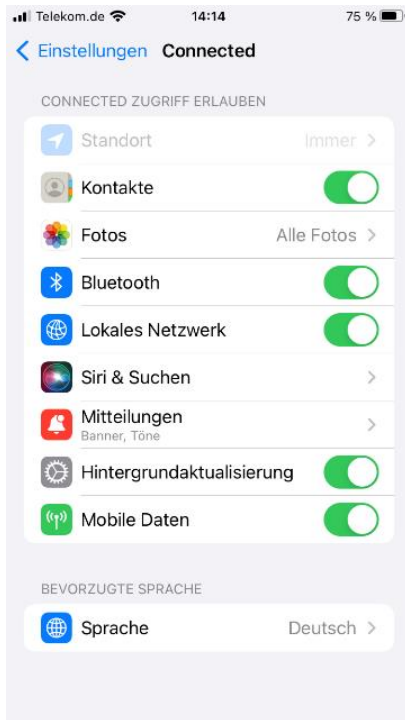 Telekom.de 14:14 75 %
Einstellungen Connected
CONNECTED ZUGRIFF ERLAUBEN
Standort Immer
Kontakte
Fotos Alle Fotos
Bluetooth
Lokales Netzwerk
Siri & Suchen
Mitteilungen
Banner, Töne
Hintergrundaktualisierung
Mobile Daten
BEVORZUGTE SPRACHE
Sprache Deutsch